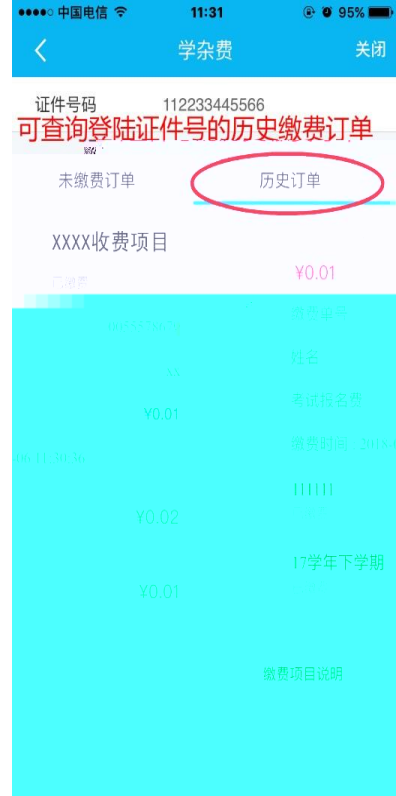 中国电信 11:31 95%
学杂费 关闭
证件号码 112233445566
可查询登陆证件号的历史缴费订单
未缴费订单 历史订单
XXXX收费项目
¥0.01
已缴费
缴费单号
姓名
XX
考试报名费
¥0.01
缴费时间 2018-
06 11:30:36
111111
¥0.02
17学年下学期
¥0.01
缴费项目说明